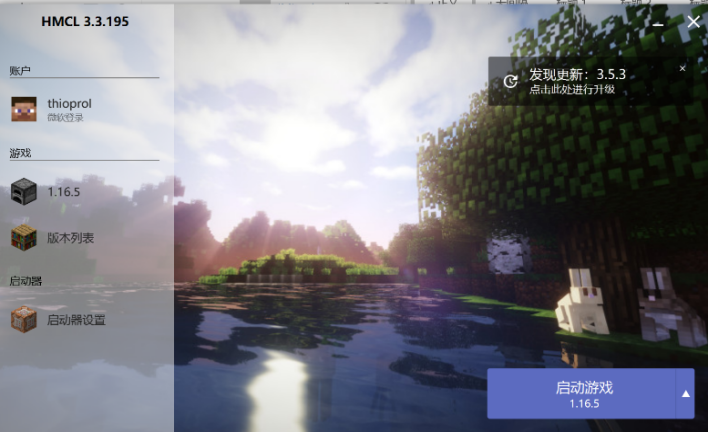 HMCL 3.3.195
账户
thioprol
微软登录
游戏
1.16.5
版本列表
启动器
启动器设置
发现更新：3.5.3
点击此处进行升级
启动游戏
1.16.5